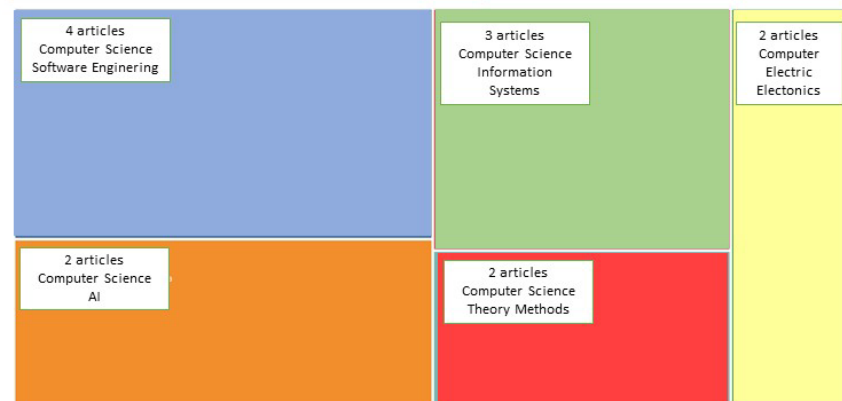 4 articles
Computer Science
Software Enginering
3 articles
Computer Science
Information
Systems
2 articles
Computer
Electric
Electonics
2 articles
Computer Science
AI
2 articles
Computer Science
Theory Methods